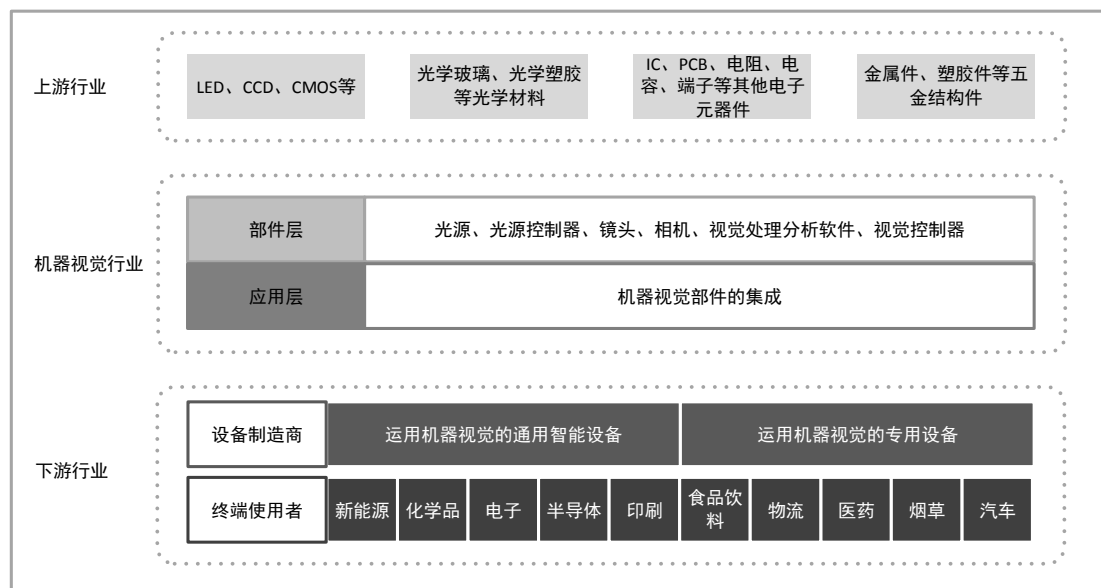 上游行业
LED、CCD、CMOS等
光学玻璃、光学塑胶
等光学材料
IC、PCB、电阻、电
容、端子等其他电子
元器件
金属件、塑胶件等五
金结构件
机器视觉行业
部件层
光源、光源控制器、镜头、相机、视觉处理分析软件、视觉控制器
应用层
机器视觉部件的集成
下游行业
设备制造商
运用机器视觉的通用智能设备
运用机器视觉的专用设备
终端使用者
新能源
化学品
电子
半导体
印刷
食品饮
料
物流
医药
烟草
汽车